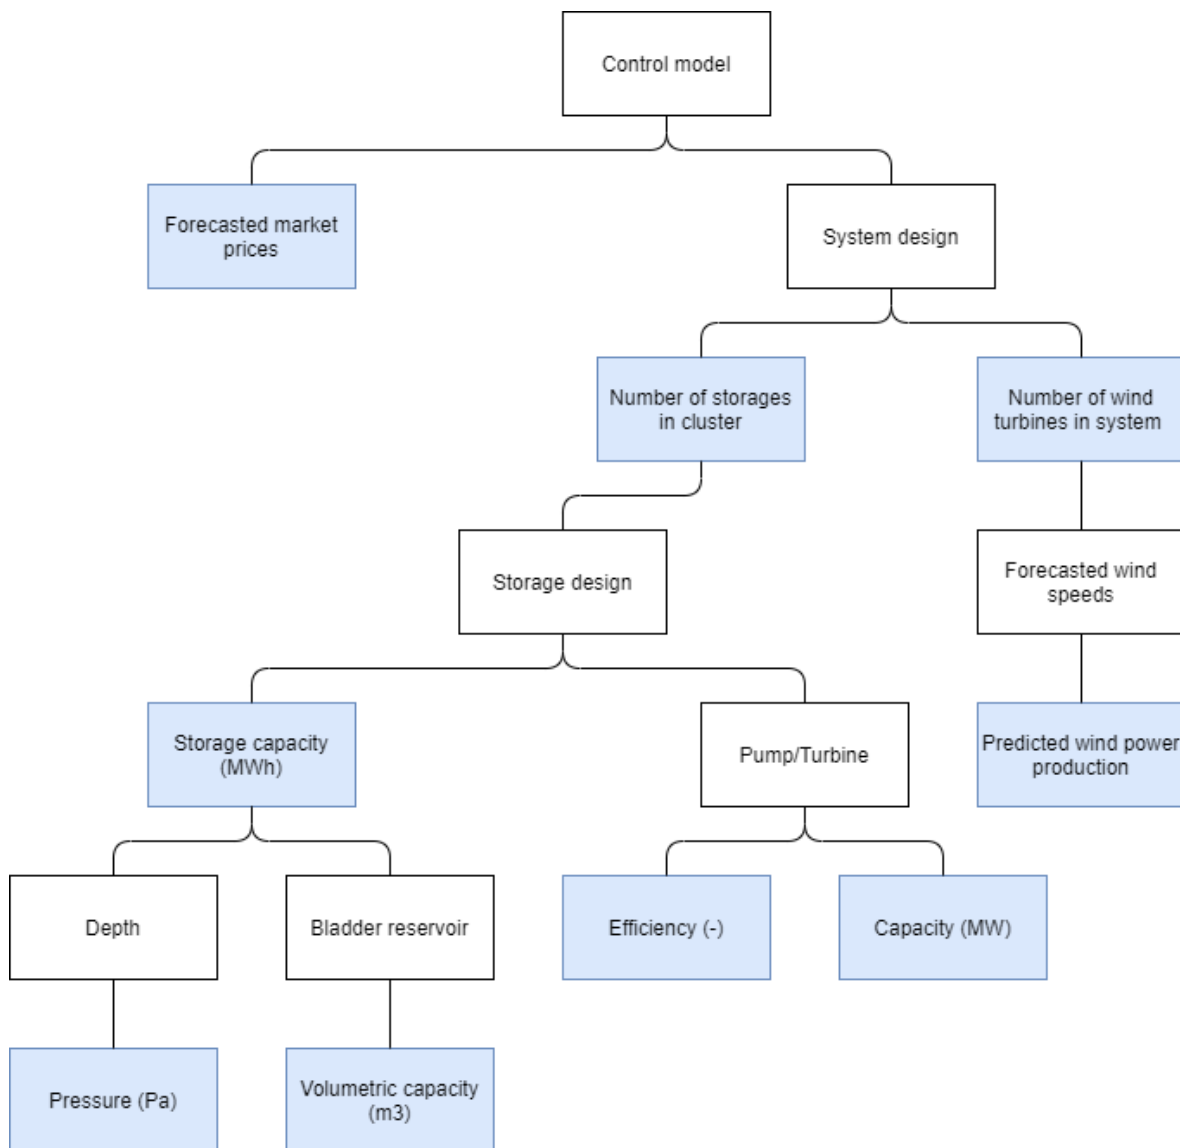 Control model
Forecasted market
prices
System design
Number of storages
in cluster
Number of wind
turbines in system
Storage design
Forecasted wind
speeds
Storage capacity
(MWh)
Pump/Turbine
Predicted wind power
production
Depth
Bladder reservoir
Efficiency (-)
Capacity (MW)
Pressure (Pa)
Volumetric capacity
(m3)